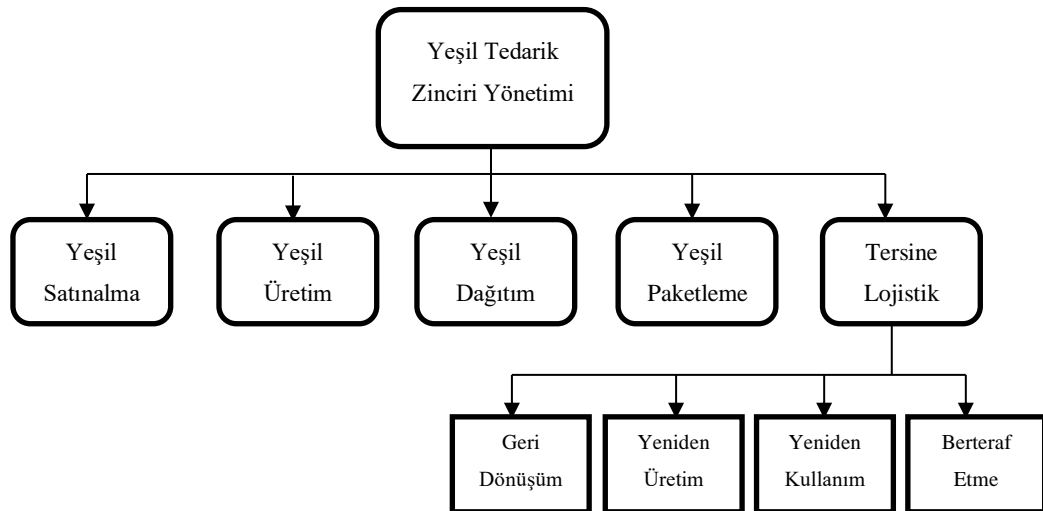 Yeşil Tedarik
Zinciri Yönetimi
Yeşil
Satınalma
Yeşil
Üretim
Yeşil
Dağıtım
Yeşil
Paketleme
Tersine
Lojistik
Geri
Dönüşüm
Yeniden
Üretim
Yeniden
Kullanım
Berteraf
Etme